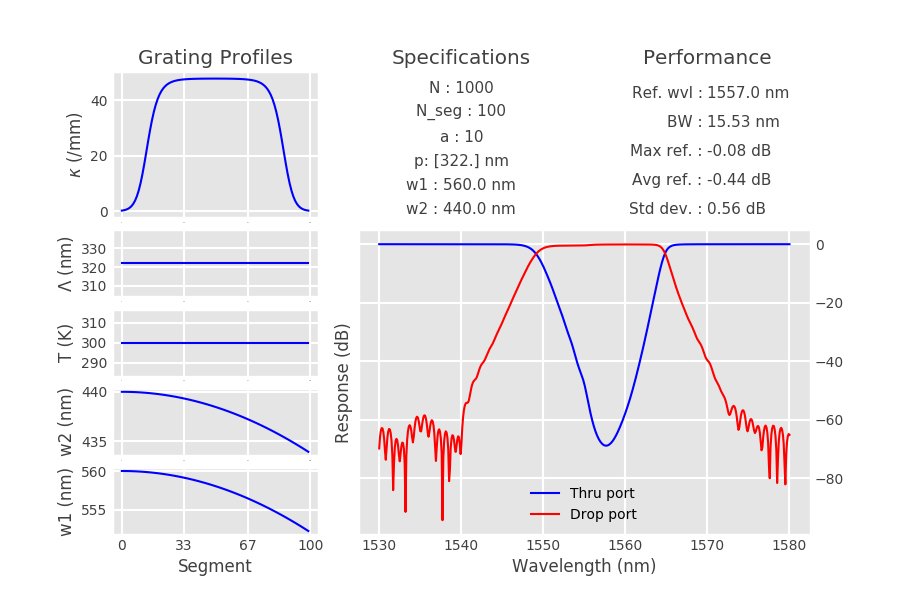 Grating Profiles
Specifications
Performance
N : 1000
N_seg : 100
a : 10
p: [322.] nm
w1 : 560.0 nm
w2 : 440.0 nm
Ref. wvl : 1557.0 nm
BW : 15.53 nm
Max ref. : -0.08 dB
Avg ref. : -0.44 dB
Std dev. : 0.56 dB
κ (/mm)
40
20
0
Λ (nm)
330
320
310
T (K)
310
300
290
w2 (nm)
440
435
w1 (nm)
560
555
0 33 67 100
Segment
Response (dB)
0
−20
−40
−60
−80
Thru port
Drop port
1530 1540 1550 1560 1570 1580
Wavelength (nm)